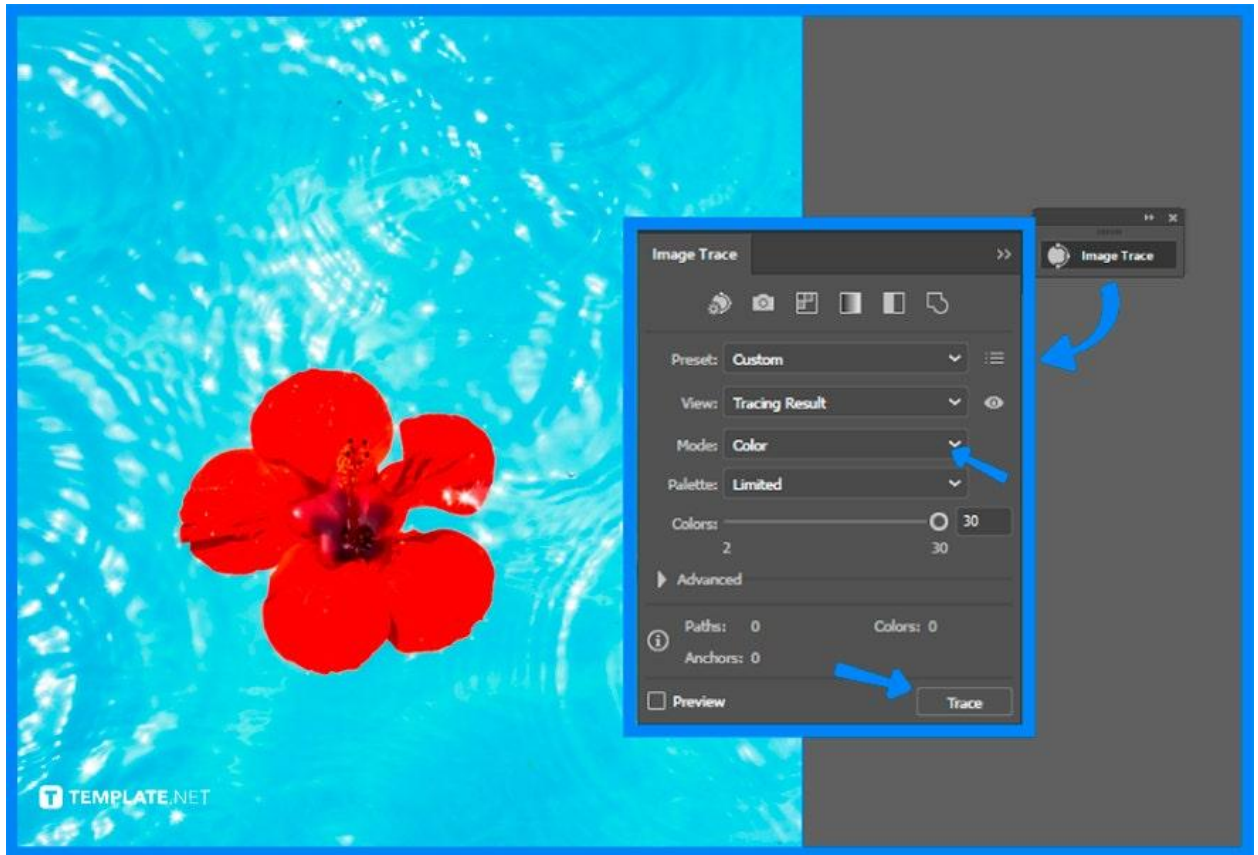 Image Trace
Image Trace
Preset: Custom
View: Tracing Result
Mode: Color
Palette: Limited
Colors: 30
2 30
Advanced
Paths: 0 Colors: 0
Anchors: 0
Preview Trace
TEMPLATE.NET